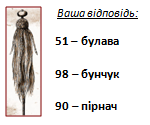 Ваша відповідь:
51 – булава
98 – бунчук
90 – пірнач